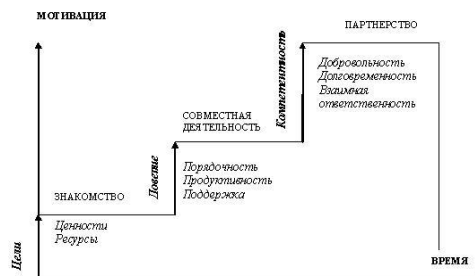 МОТИВАЦИЯ
ПАРТНЕРСТВО
Компетентность
Добровольность
Долговременность
Взаимная
ответственность
СОВМЕСТНАЯ
ДЕЯТЕЛЬНОСТЬ
Доверие
Порядочность
Продуктивность
Поддержка
ЗНАКОМСТВО
Ценности
Ресурсы
Цели
ВРЕМЯ